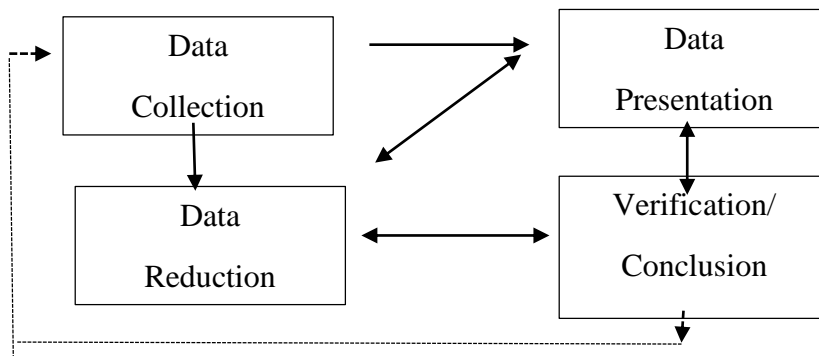 Data
Collection
Data
Presentation
Data
Reduction
Verification/
Conclusion